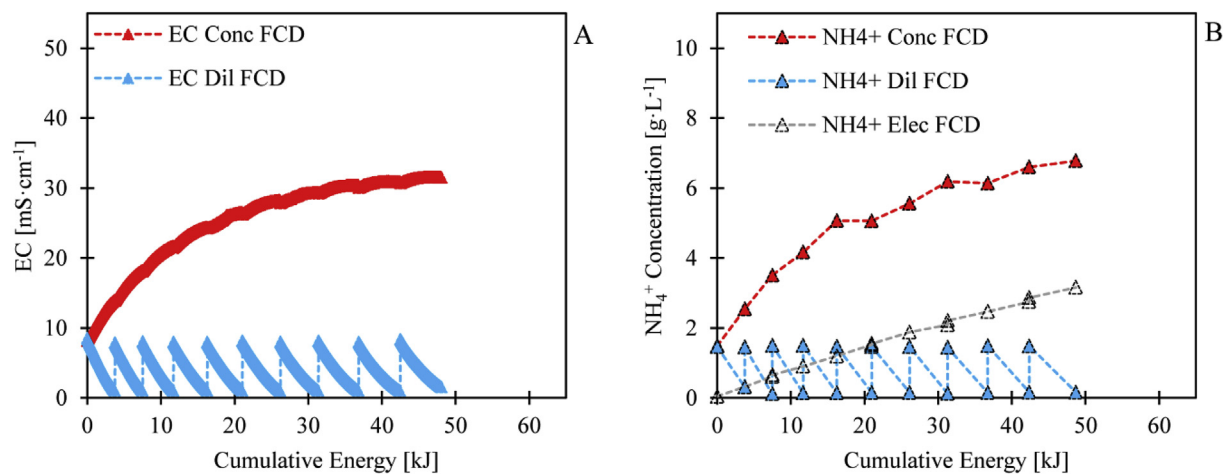 EC Conc FCD
EC Dil FCD
A
50
40
30
20
10
0
EC [mS·cm⁻¹]
0 10 20 30 40 50 60
Cumulative Energy [kJ]
NH4+ Conc FCD
NH4+ Dil FCD
NH4+ Elec FCD
B
10
8
6
4
2
0
NH₄⁺ Concentration [g·L⁻¹]
0 10 20 30 40 50 60
Cumulative Energy [kJ]